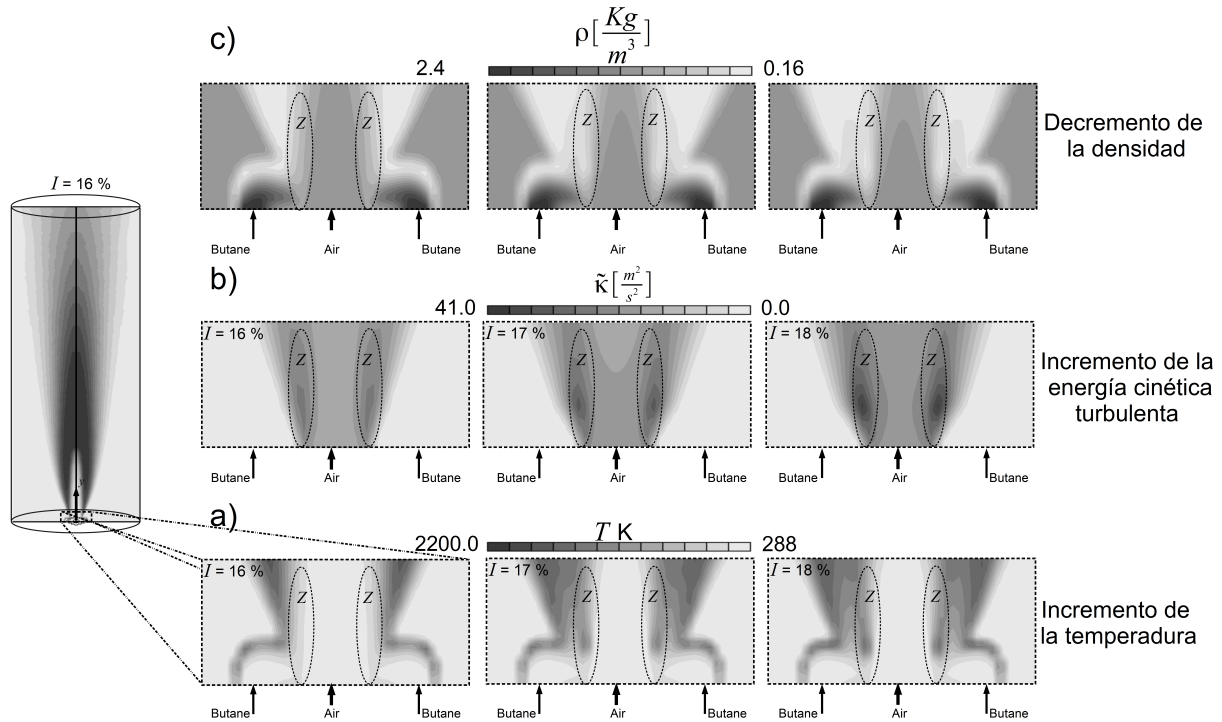 c)
ρ[Kg/m³]
2.4 0.16
Z Z Z Z Z Z
Decremento de
la densidad
Butane Air Butane Butane Air Butane Butane Air Butane
I = 16 %
y
b)
κ̃[m²/s²]
41.0 0.0
I = 16 % I = 17 % I = 18 %
Z Z Z Z Z Z
Incremento de la
energía cinética
turbulenta
Butane Air Butane Butane Air Butane Butane Air Butane
a)
T K
2200.0 288
I = 16 % I = 17 % I = 18 %
Z Z Z Z Z Z
Incremento de
la temperadura
Butane Air Butane Butane Air Butane Butane Air Butane